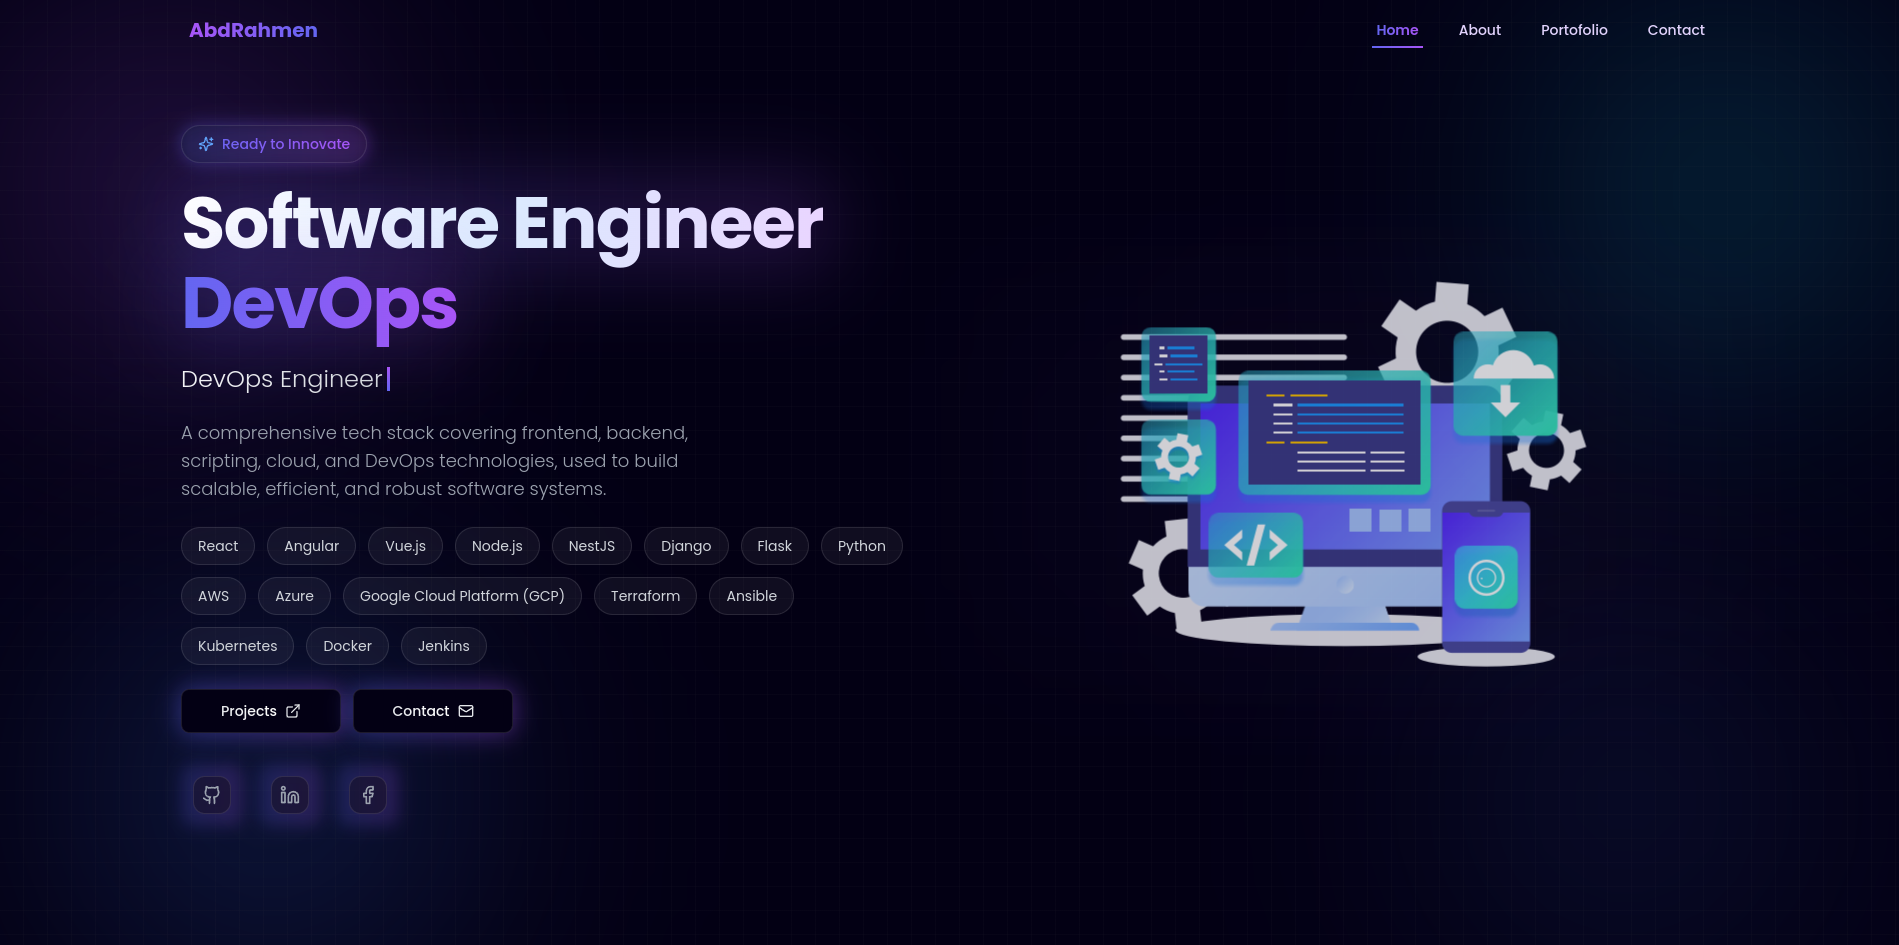 AbdRahmen
Home About Portofolio Contact
Ready to Innovate
Software Engineer
DevOps
DevOps Engineer
A comprehensive tech stack covering frontend, backend,
scripting, cloud, and DevOps technologies, used to build
scalable, efficient, and robust software systems.
React Angular Vue.js Node.js NestJS Django Flask Python
AWS Azure Google Cloud Platform (GCP) Terraform Ansible
Kubernetes Docker Jenkins
Projects Contact